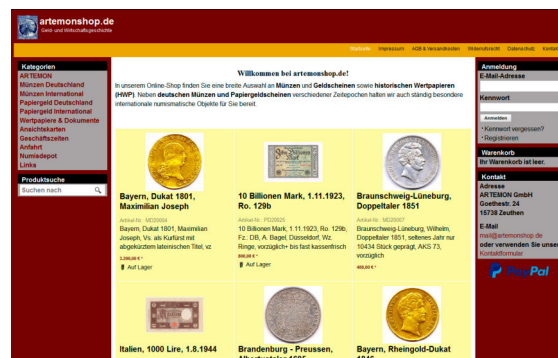 artemonshop.de
Geld- und Wirtschaftsgeschichte
Startseite Impressum AGB & Versandkosten Widerrufsrecht Datenschutz Kontakt
Kategorien
ARTEMON
Münzen Deutschland
Münzen International
Papiergeld Deutschland
Papiergeld International
Wertpapiere & Dokumente
Ansichtskarten
Geschäftszeiten
Anfahrt
Numisdepot
Links
Produktsuche
Suchen nach
Willkommen bei artemonshop.de!
In unserem Online-Shop finden Sie eine breite Auswahl an Münzen und Geldscheinen sowie historischen Wertpapieren
(HWP). Neben deutschen Münzen und Papiergeldscheinen verschiedener Zeitepochen halten wir auch ständig besondere
internationale numismatische Objekte für Sie bereit.
Bayern, Dukat 1801,
Maximilian Joseph
Artikel-Nr.: MD20004
Bayern, Dukat 1801, Maximilian
Joseph, Vs. als Kurfürst mit
abgekürztem lateinischen Titel, vz
Auf Lager
10 Billionen Mark, 1.11.1923,
Ro. 129b
Artikel-Nr.: PD20025
10 Billionen Mark, 1.11.1923, Ro. 129b,
Fz.: DB, A. Bagel, Düsseldorf, Wz.
Ringe, vorzüglich+ bis fast kassenfrisch
800,00 € *
Auf Lager
Braunschweig-Lüneburg,
Doppeltaler 1851
Artikel-Nr.: MD20007
Braunschweig-Lüneburg, Wilhelm,
Doppeltaler 1851, seltenes Jahr nur
10434 Stück geprägt, AKS 73,
vorzüglich
400,00 € *
Italien, 1000 Lire, 1.8.1944
Brandenburg - Preussen,
Bayern, Rheingold-Dukat
Anmeldung
E-Mail-Adresse
Kennwort
Anmelden
Kennwort vergessen?
Registrieren
Warenkorb
Ihr Warenkorb ist leer.
Kontakt
Adresse
ARTEMON GmbH
Goethestr. 24
15738 Zeuthen
E-Mail
mail@artemonshop.de
oder verwenden Sie unser
Kontaktformular
PayPal